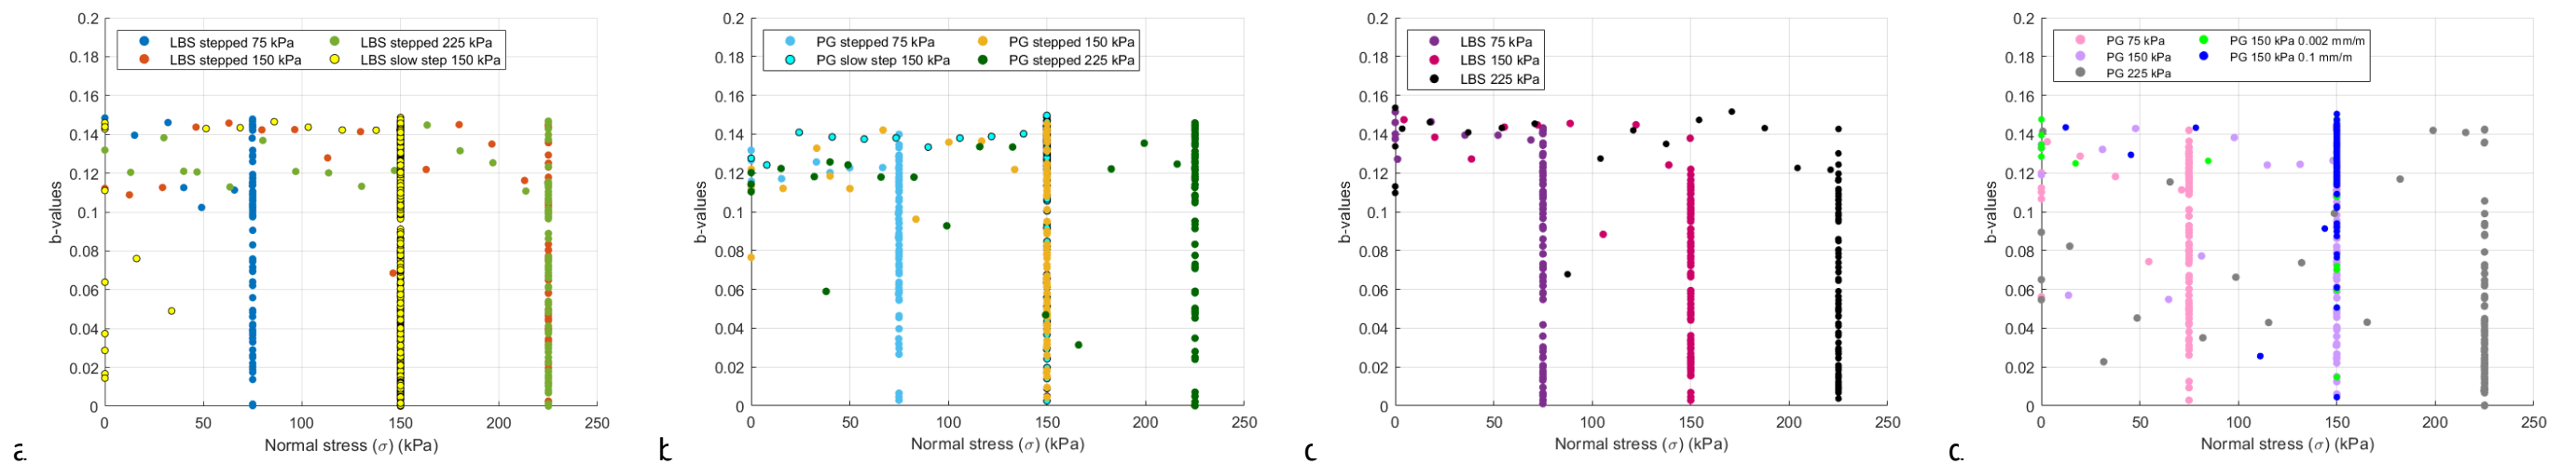 LBS stepped 75 kPa
LBS stepped 225 kPa
LBS stepped 150 kPa
LBS slow step 150 kPa
0.2
0.18
0.16
0.14
0.12
0.1
0.08
0.06
0.04
0.02
0
b-values
0 50 100 150 200 250
Normal stress (σ) (kPa)
a.
PG stepped 75 kPa
PG stepped 150 kPa
PG slow step 150 kPa
PG stepped 225 kPa
0.2
0.18
0.16
0.14
0.12
0.1
0.08
0.06
0.04
0.02
0
b-values
0 50 100 150 200 250
Normal stress (σ) (kPa)
LBS 75 kPa
LBS 150 kPa
LBS 225 kPa
0.2
0.18
0.16
0.14
0.12
0.1
0.08
0.06
0.04
0.02
0
b-values
0 50 100 150 200 250
Normal stress (σ) (kPa)
PG 75 kPa
PG 150 kPa 0.002 mm/m
PG 150 kPa
PG 150 kPa 0.1 mm/m
PG 225 kPa
0.2
0.18
0.16
0.14
0.12
0.1
0.08
0.06
0.04
0.02
0
b-values
0 50 100 150 200 250
Normal stress (σ) (kPa)